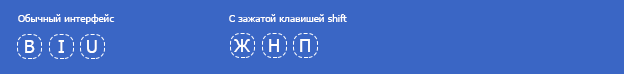 Обычный интерфейс
B I U
С зажатой клавишей shift
Ж Н П